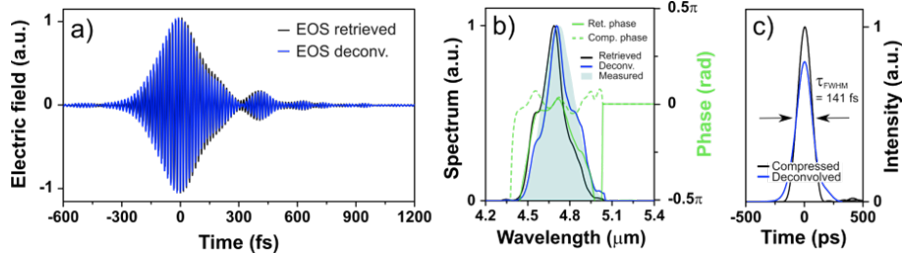 a)
EOS retrieved
EOS deconv.
Electric field (a.u.)
1
0
-1
-600 -300 0 300 600 900 1200
Time (fs)
b)
Ret. phase
Comp. phase
Retrieved
Deconv.
Measured
Spectrum (a.u.)
1
0
0.5π
0
-0.5π
Phase (rad)
4.2 4.5 4.8 5.1 5.4
Wavelength (μm)
c)
τFWHM
= 141 fs
Compressed
Deconvolved
1
0
Intensity (a.u.)
-500 0 500
Time (ps)